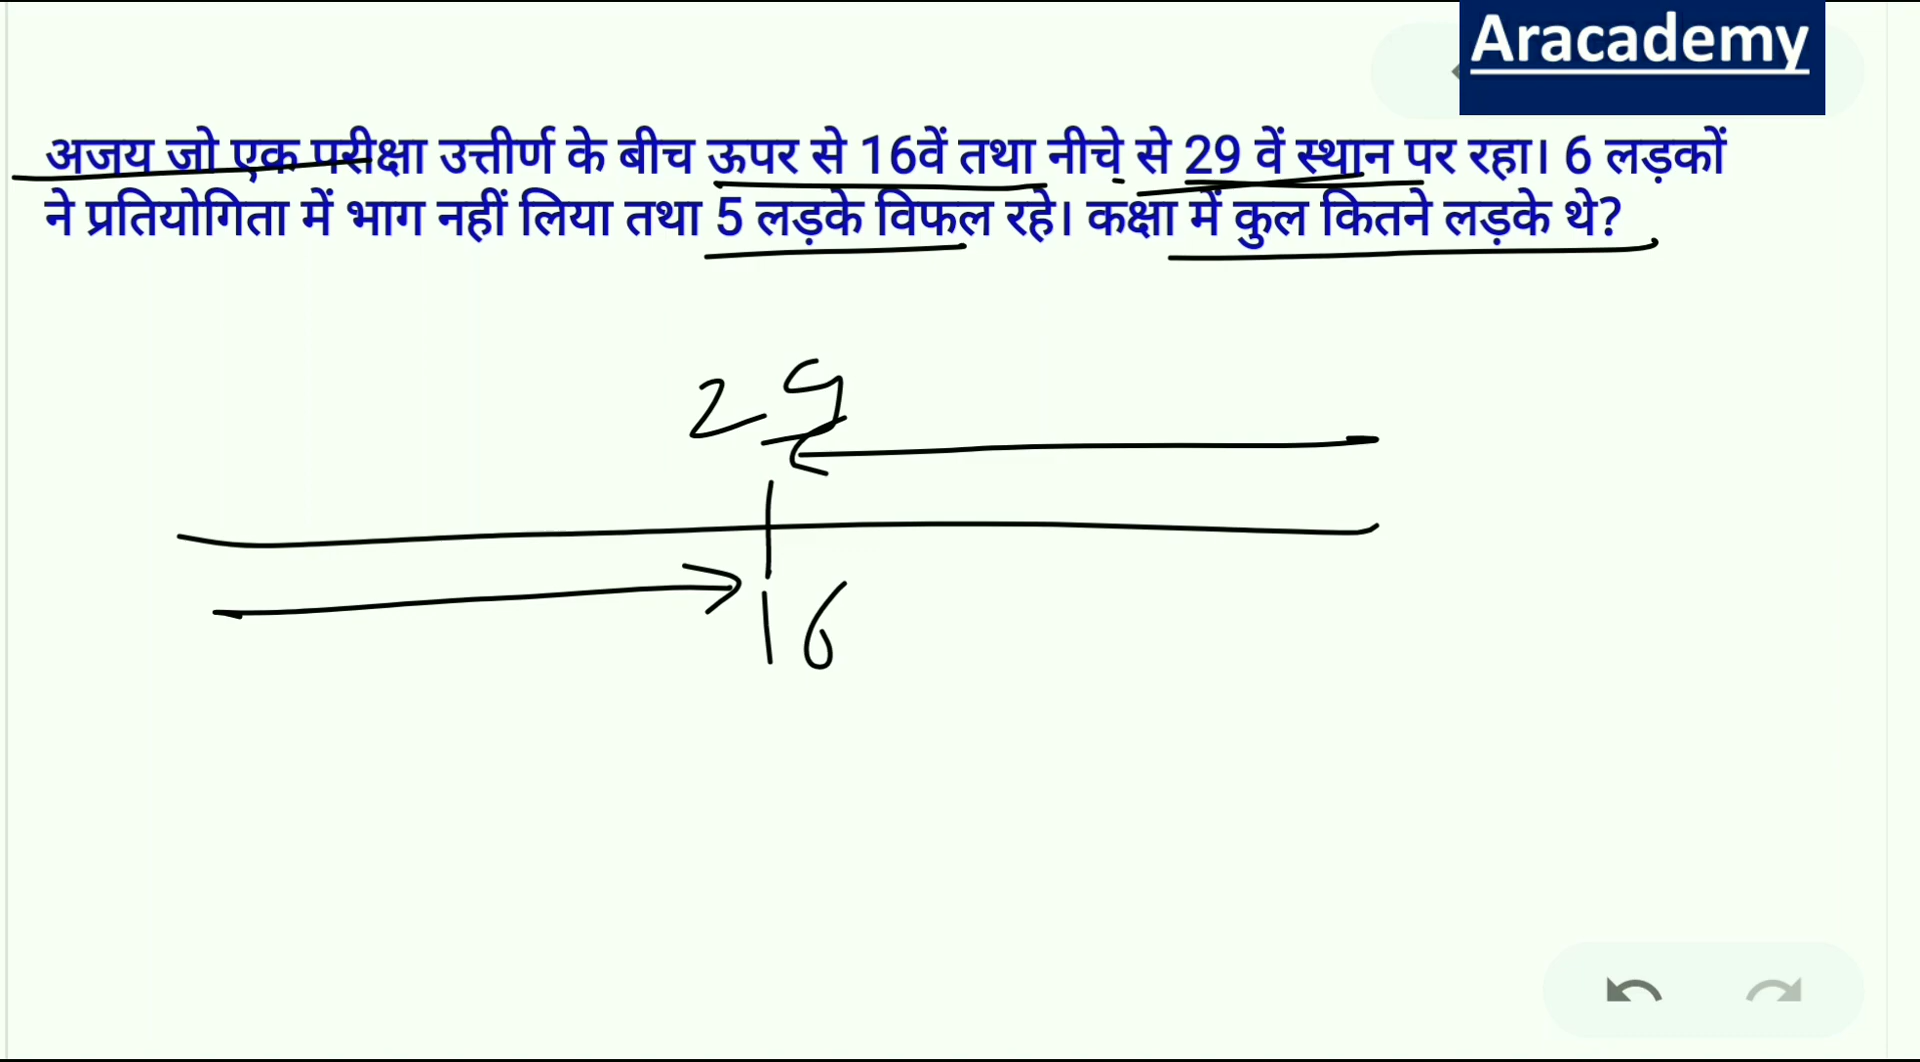 Aracademy
अजय जो एक परीक्षा उत्तीर्ण के बीच ऊपर से 16वें तथा नीचे से 29 वें स्थान पर रहा। 6 लड़कों
ने प्रतियोगिता में भाग नहीं लिया तथा 5 लड़के विफल रहे। कक्षा में कुल कितने लड़के थे?
29
16